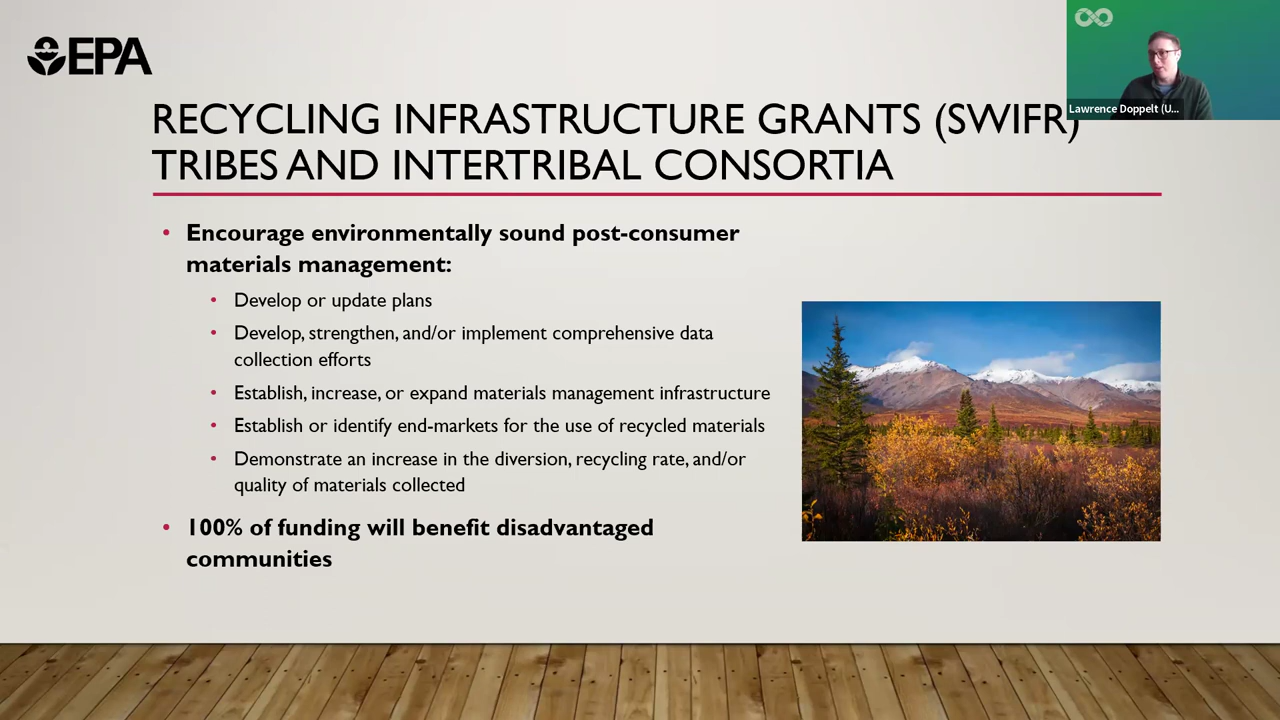 EPA
Lawrence Doppelt (U...
RECYCLING INFRASTRUCTURE GRANTS (SWIFR)
TRIBES AND INTERTRIBAL CONSORTIA
• Encourage environmentally sound post-consumer
materials management:
• Develop or update plans
• Develop, strengthen, and/or implement comprehensive data
collection efforts
• Establish, increase, or expand materials management infrastructure
• Establish or identify end-markets for the use of recycled materials
• Demonstrate an increase in the diversion, recycling rate, and/or
quality of materials collected
• 100% of funding will benefit disadvantaged
communities